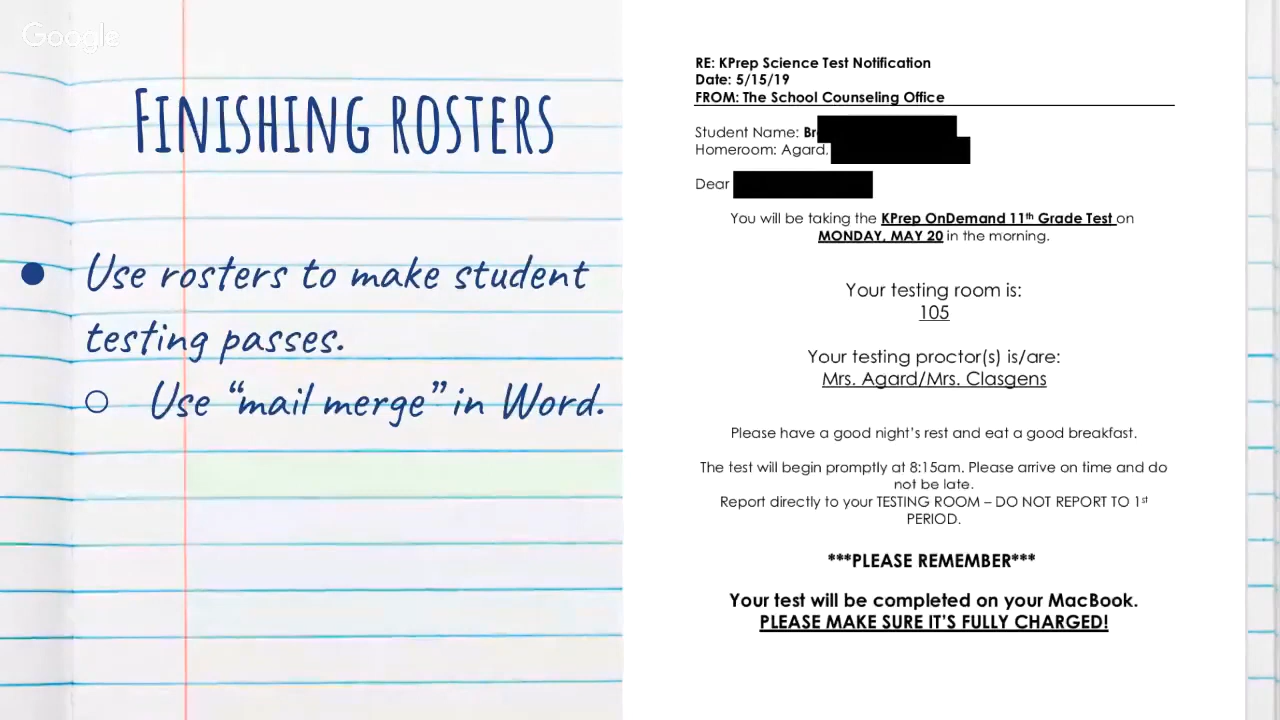 Google
FINISHING ROSTERS
● Use rosters to make student
testing passes.
○ Use “mail merge” in Word.
RE: KPrep Science Test Notification
Date: 5/15/19
FROM: The School Counseling Office
Student Name: Br
Homeroom: Agard.
Dear
You will be taking the KPrep OnDemand 11th Grade Test on
MONDAY, MAY 20 in the morning.
Your testing room is:
105
Your testing proctor(s) is/are:
Mrs. Agard/Mrs. Clasgens
Please have a good night’s rest and eat a good breakfast.
The test will begin promptly at 8:15am. Please arrive on time and do
not be late.
Report directly to your TESTING ROOM – DO NOT REPORT TO 1st
PERIOD.
***PLEASE REMEMBER***
Your test will be completed on your MacBook.
PLEASE MAKE SURE IT’S FULLY CHARGED!